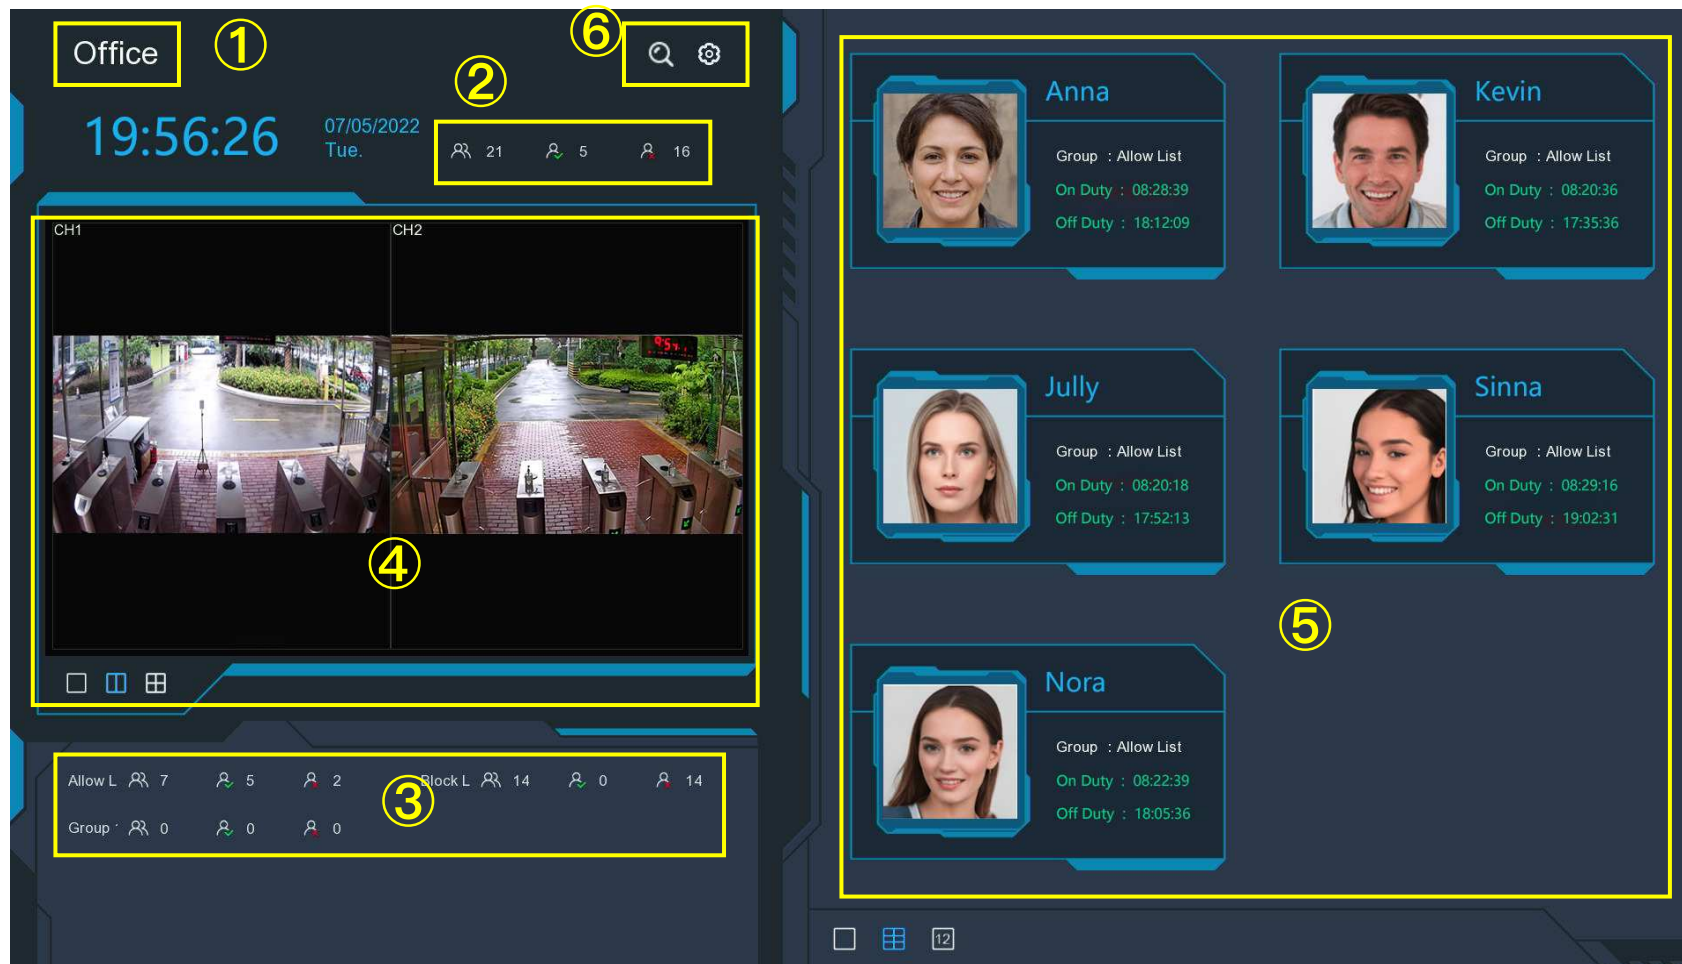 Office
①
⑥
②
19:56:26
07/05/2022
Tue.
21 5 16
CH1
CH2
④
Allow L 7 5 2
③
Block L 14 0 14
Group 0 0 0
Anna
Group : Allow List
On Duty : 08:28:39
Off Duty : 18:12:09
Kevin
Group : Allow List
On Duty : 08:20:36
Off Duty : 17:35:36
Jully
Group : Allow List
On Duty : 08:20:18
Off Duty : 17:52:13
Sinna
Group : Allow List
On Duty : 08:29:16
Off Duty : 19:02:31
⑤
Nora
Group : Allow List
On Duty : 08:22:39
Off Duty : 18:05:36
12